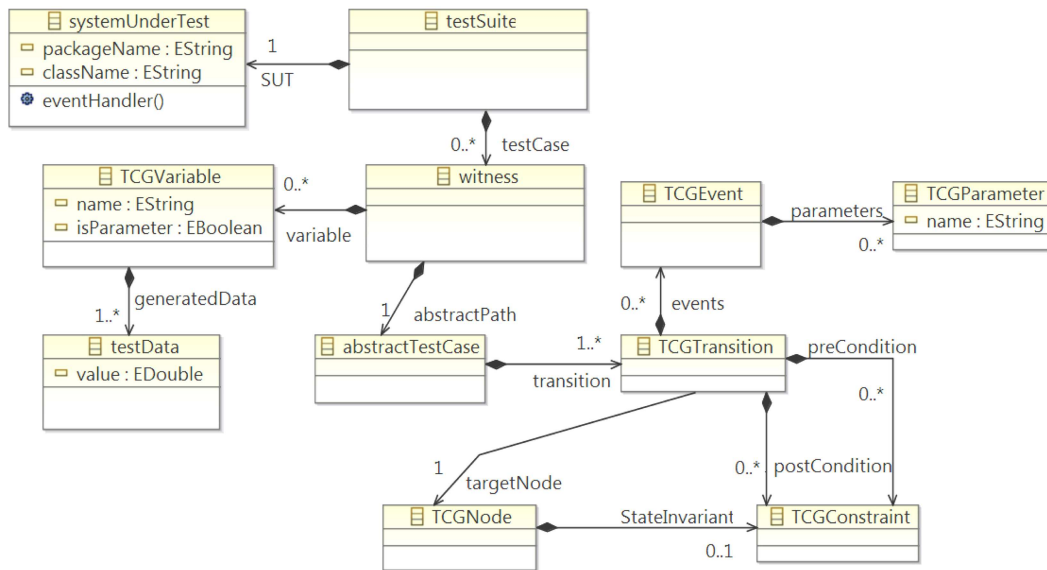 systemUnderTest
packageName : EString
className : EString
eventHandler()
1
SUT
testSuite
0..*
testCase
TCGVariable
name : EString
isParameter : EBoolean
0..*
variable
witness
TCGEvent
parameters
0..*
TCGParameter
name : EString
generatedData
1..*
1
abstractPath
0..*
events
testData
value : EDouble
abstractTestCase
1..*
transition
TCGTransition
preCondition
0..*
1
targetNode
0..*
postCondition
TCGNode
StateInvariant
0..1
TCGConstraint